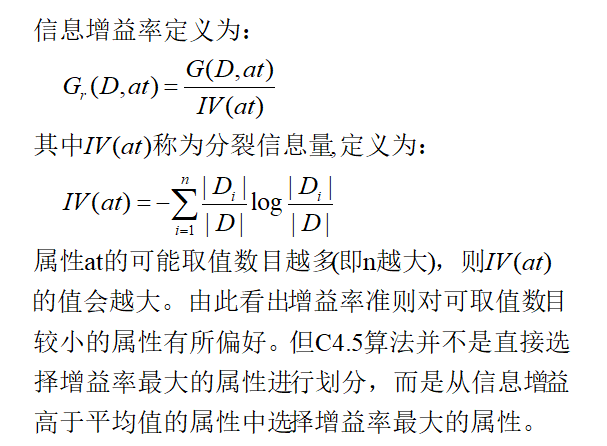 信息增益率定义为：
G_r(D,at) = G(D,at) / IV(at)
其中IV(at)称为分裂信息量,定义为：
IV(at) = -∑_{i=1}^{n} |D_i| / |D| log |D_i| / |D|
属性at的可能取值数目越多(即n越大)，则IV(at)
的值会越大。由此看出增益率准则对可取值数目
较小的属性有所偏好。但C4.5算法并不是直接选
择增益率最大的属性进行划分，而是从信息增益
高于平均值的属性中选择增益率最大的属性。